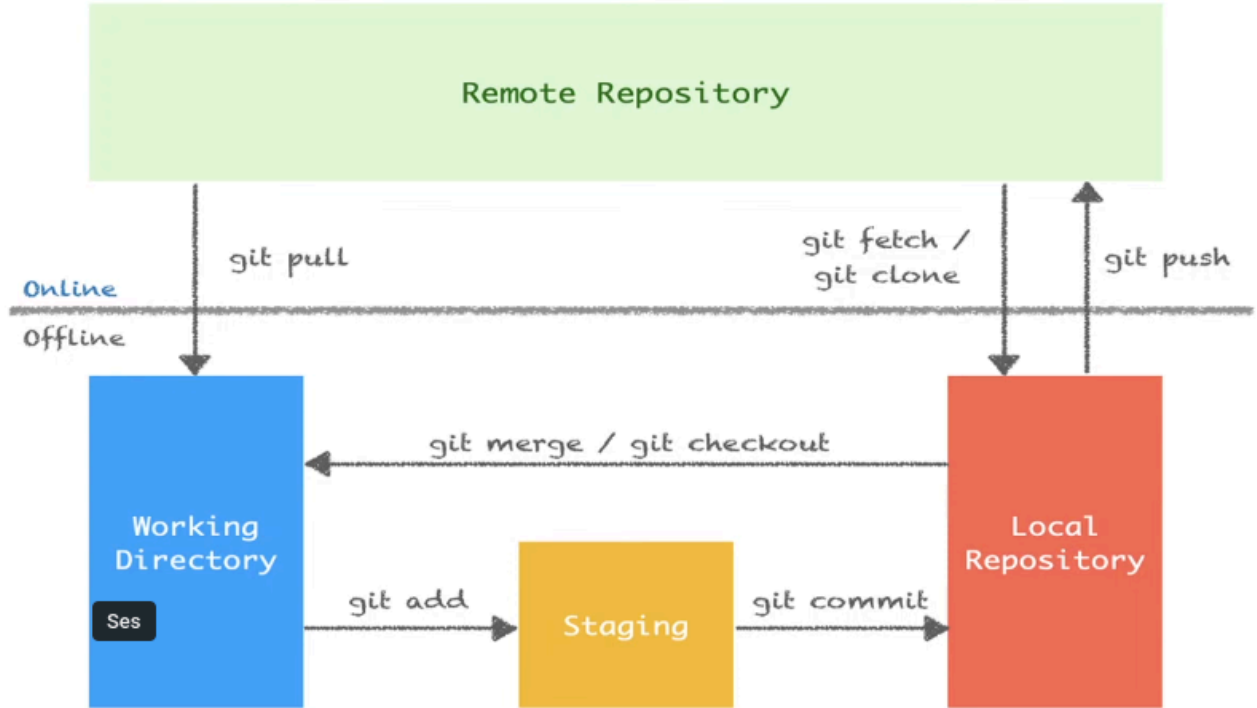 Remote Repository
git pull
git fetch /
git clone
git push
Online
Offline
git merge / git checkout
Working
Directory
Local
Repository
git add
git commit
Ses
Staging